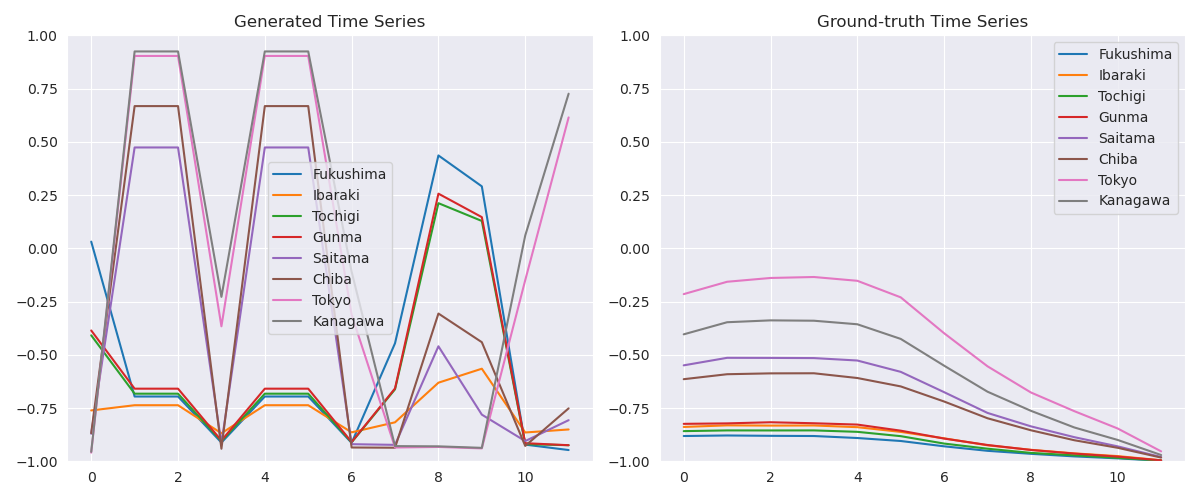 Generated Time Series
1.00
0.75
0.50
0.25
0.00
−0.25
−0.50
−0.75
−1.00
0 2 4 6 8 10
Fukushima
Ibaraki
Tochigi
Gunma
Saitama
Chiba
Tokyo
Kanagawa
Ground-truth Time Series
1.00
0.75
0.50
0.25
0.00
−0.25
−0.50
−0.75
−1.00
0 2 4 6 8 10
Fukushima
Ibaraki
Tochigi
Gunma
Saitama
Chiba
Tokyo
Kanagawa